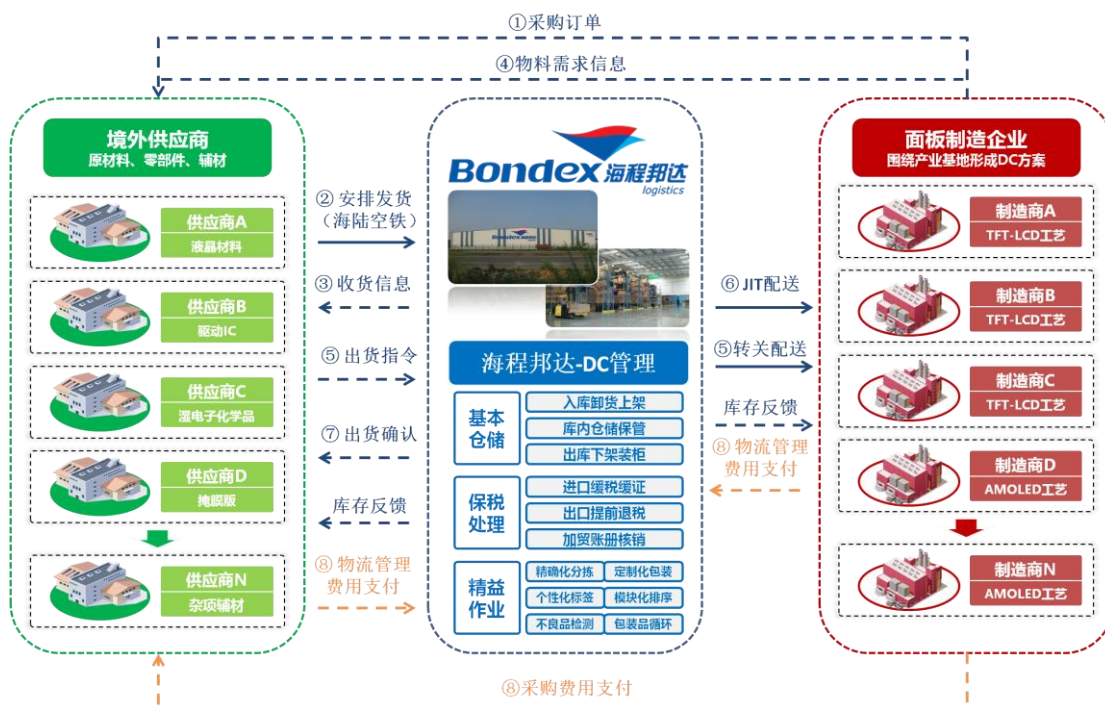 ①采购订单
④物料需求信息
境外供应商
原材料、零部件、辅材
供应商A
液晶材料
供应商B
驱动IC
供应商C
湿电子化学品
供应商D
掩膜版
供应商N
杂项辅材
②安排发货
（海陆空铁）
③收货信息
⑤出货指令
⑦出货确认
库存反馈
⑧物流管理
费用支付
Bondex海程邦达
logistics
海程邦达-DC管理
基本
仓储
入库卸货上架
库内仓储保管
出库下架装柜
保税
处理
进口缓税缓证
出口提前退税
加贸账册核销
精益
作业
精确化分拣
定制化包装
个性化标签
模块化排序
不良品检测
包装品循环
⑥JIT配送
⑤转关配送
库存反馈
⑧物流管理
费用支付
面板制造企业
围绕产业基地形成DC方案
制造商A
TFT-LCD工艺
制造商B
TFT-LCD工艺
制造商C
TFT-LCD工艺
制造商D
AMOLED工艺
制造商N
AMOLED工艺
⑧采购费用支付